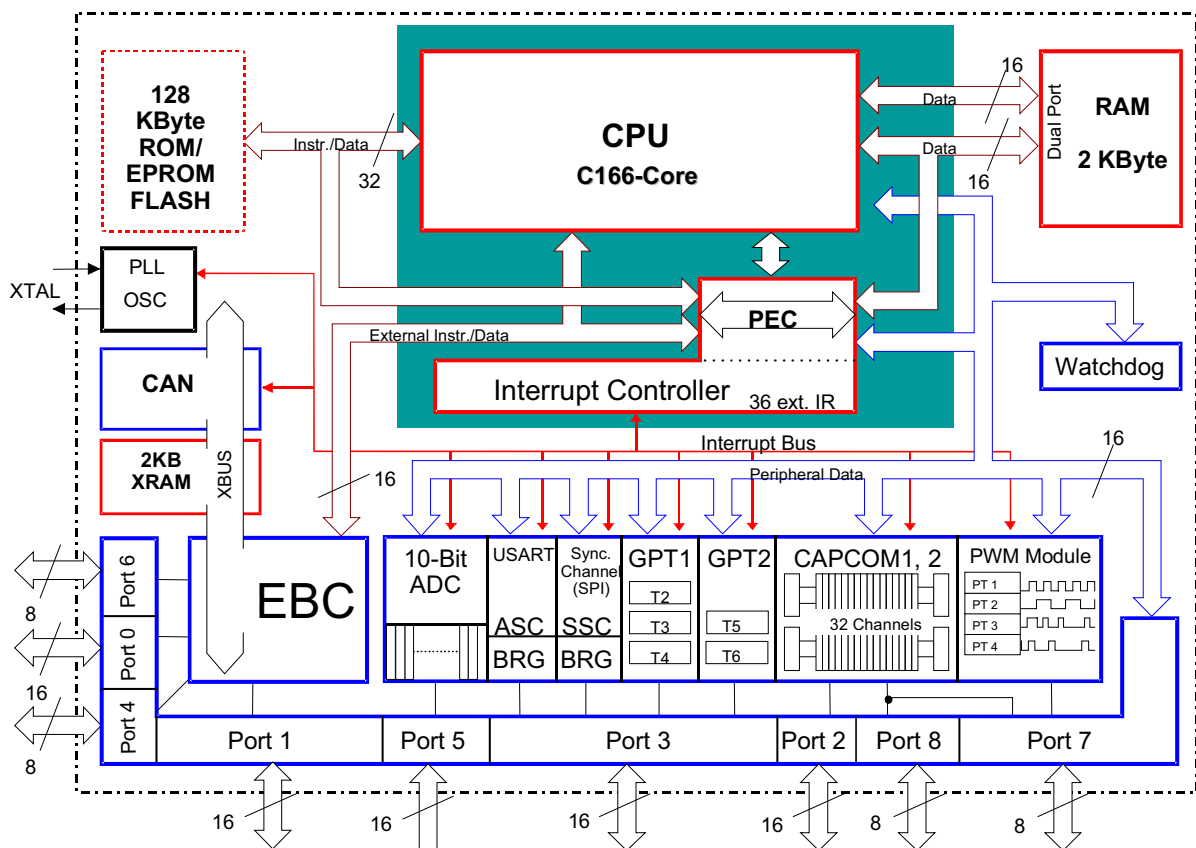 128
KByte
ROM/
EPROM
FLASH
Instr./Data
32
CPU
C166-Core
16
Data
16
Data
Dual Port
RAM
2 KByte
XTAL
PLL
OSC
External Instr./Data
PEC
Interrupt Controller
36 ext. IR
Watchdog
CAN
2KB
XRAM
XBUS
Interrupt Bus
Peripheral Data
16
16
Port 6
8
Port 0
16
Port 4
8
EBC
10-Bit
ADC
USART
ASC
BRG
Sync.
Channel
(SPI)
SSC
BRG
GPT1
T2
T3
T4
GPT2
T5
T6
CAPCOM1, 2
32 Channels
PWM Module
PT 1
PT 2
PT 3
PT 4
Port 1
Port 5
Port 3
Port 2
Port 8
Port 7
16
16
16
16
8
8